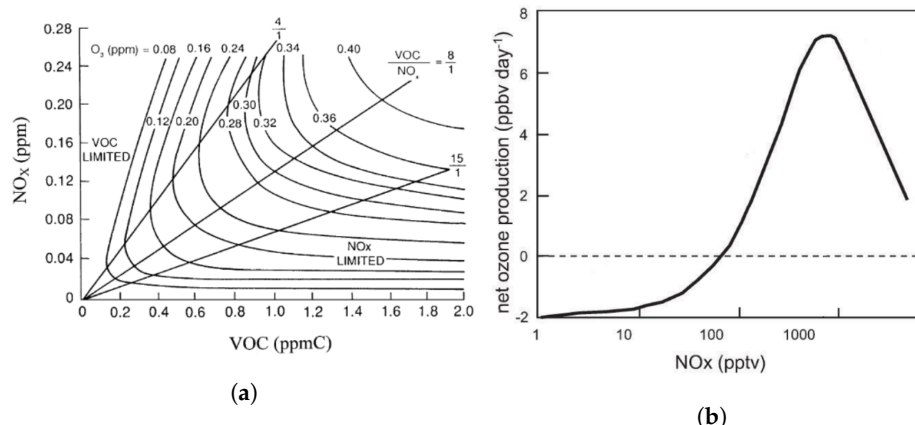 0.28
0.24
0.20
0.16
0.12
0.08
0.04
0
NOX (ppm)
O3 (ppm) = 0.08
0.16
0.24
4
1
0.34
0.40
VOC
NOx
= 8
1
0.12
0.20
0.30
0.28
0.32
0.36
15
1
VOC
LIMITED
NOx
LIMITED
0 0.2 0.4 0.6 0.8 1.0 1.2 1.4 1.6 1.8 2.0
VOC (ppmC)
(a)
net ozone production (ppbv day-1)
8
6
4
2
0
-2
1 10 100 1000
NOx (pptv)
(b)